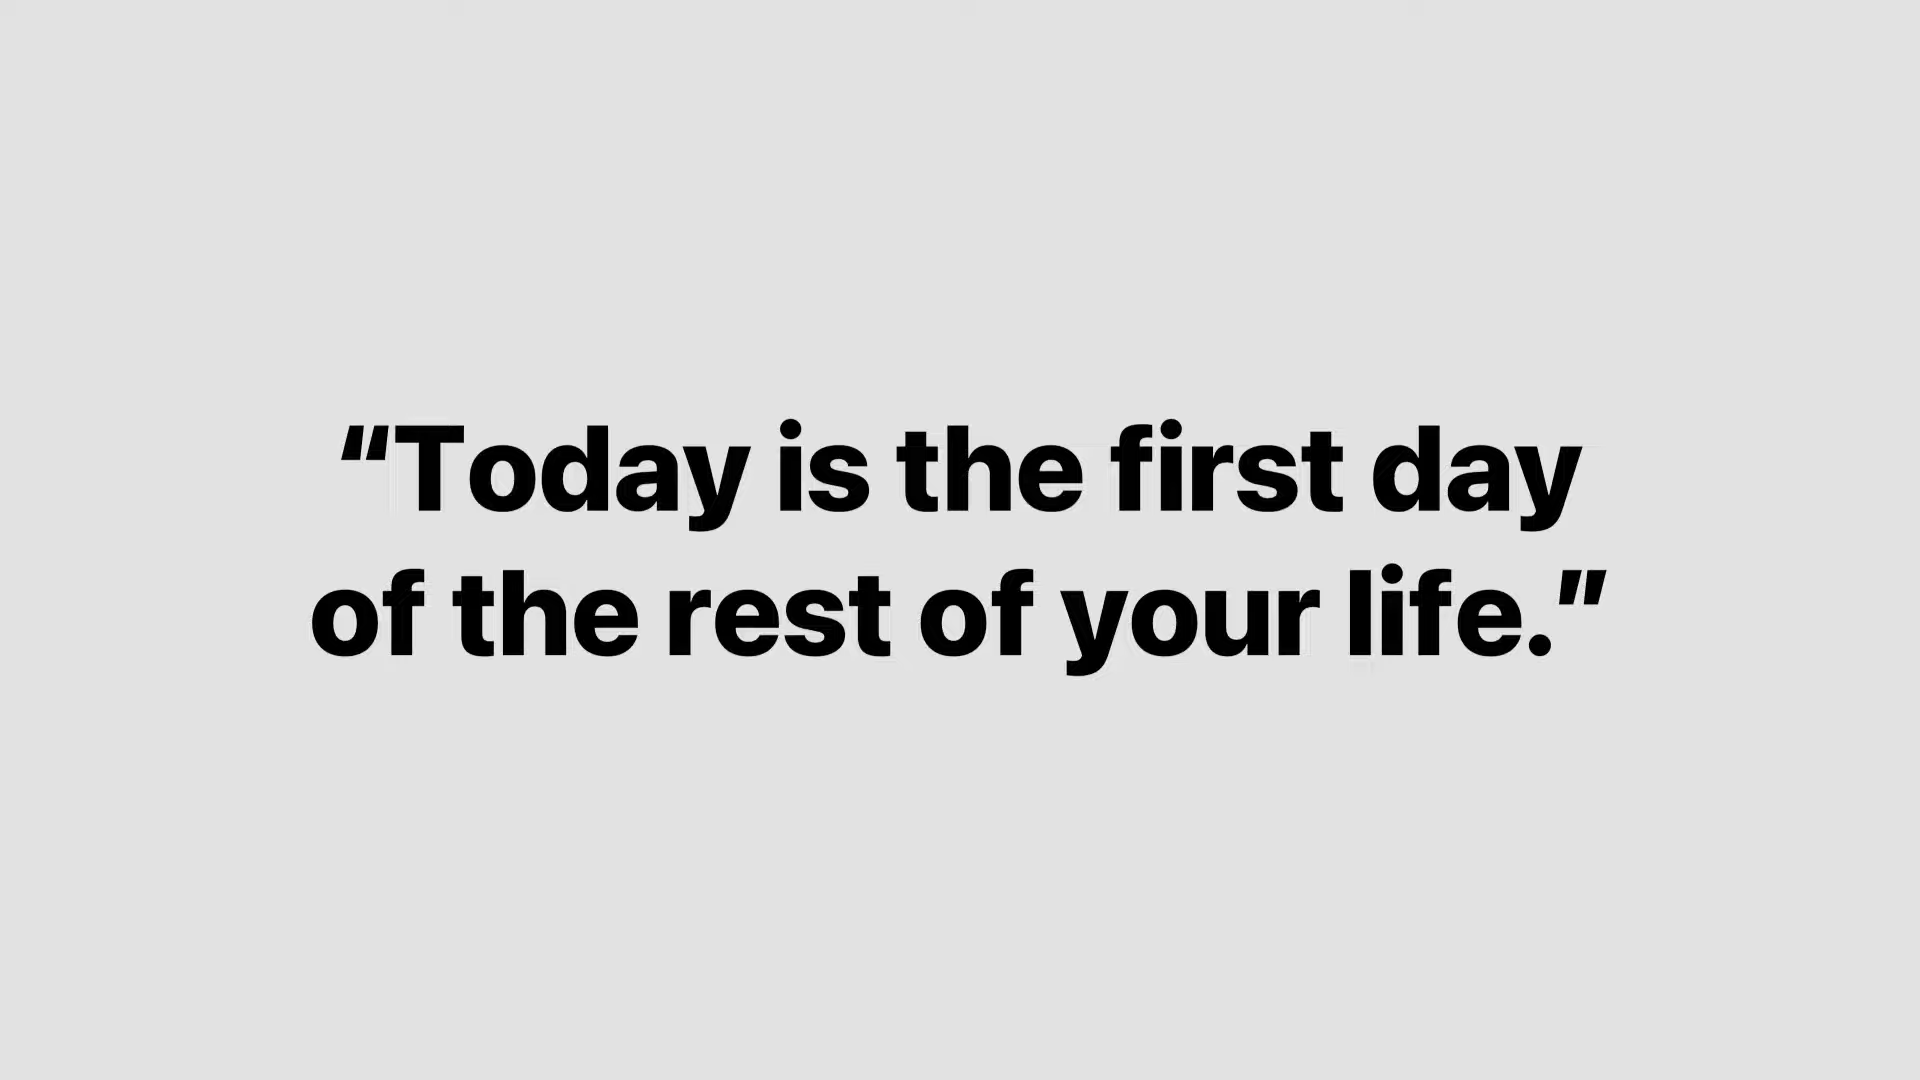 “Today is the first day
of the rest of your life.”